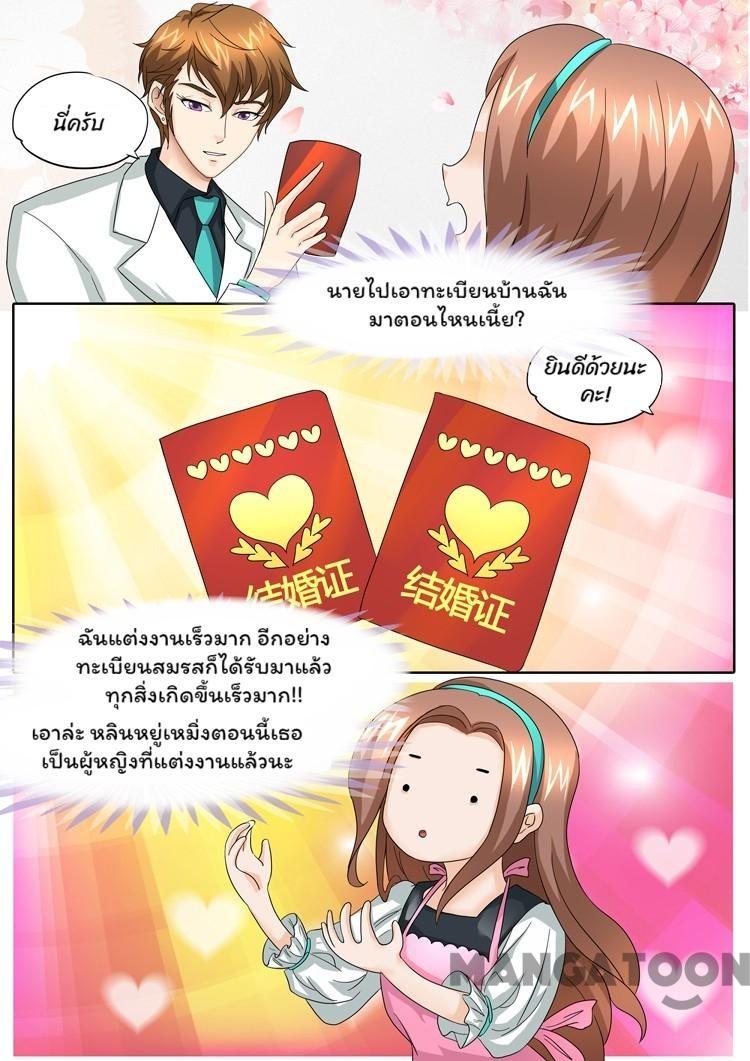 นี่ครับ
นายไปเอาทะเบียนบ้านฉัน
มาตอนไหนเนี้ย?
ยินดีด้วยนะ
คะ!
结婚证
结婚证
ฉันแต่งงานเร็วมาก อีกอย่าง
ทะเบียนสมรสก็ได้รับมาแล้ว
ทุกสิ่งเกิดขึ้นเร็วมาก!!
เอาล่ะ หลินหยู่เหมิ่งตอนนี้เธอ
เป็นผู้หญิงที่แต่งงานแล้วนะ
MANGATOON